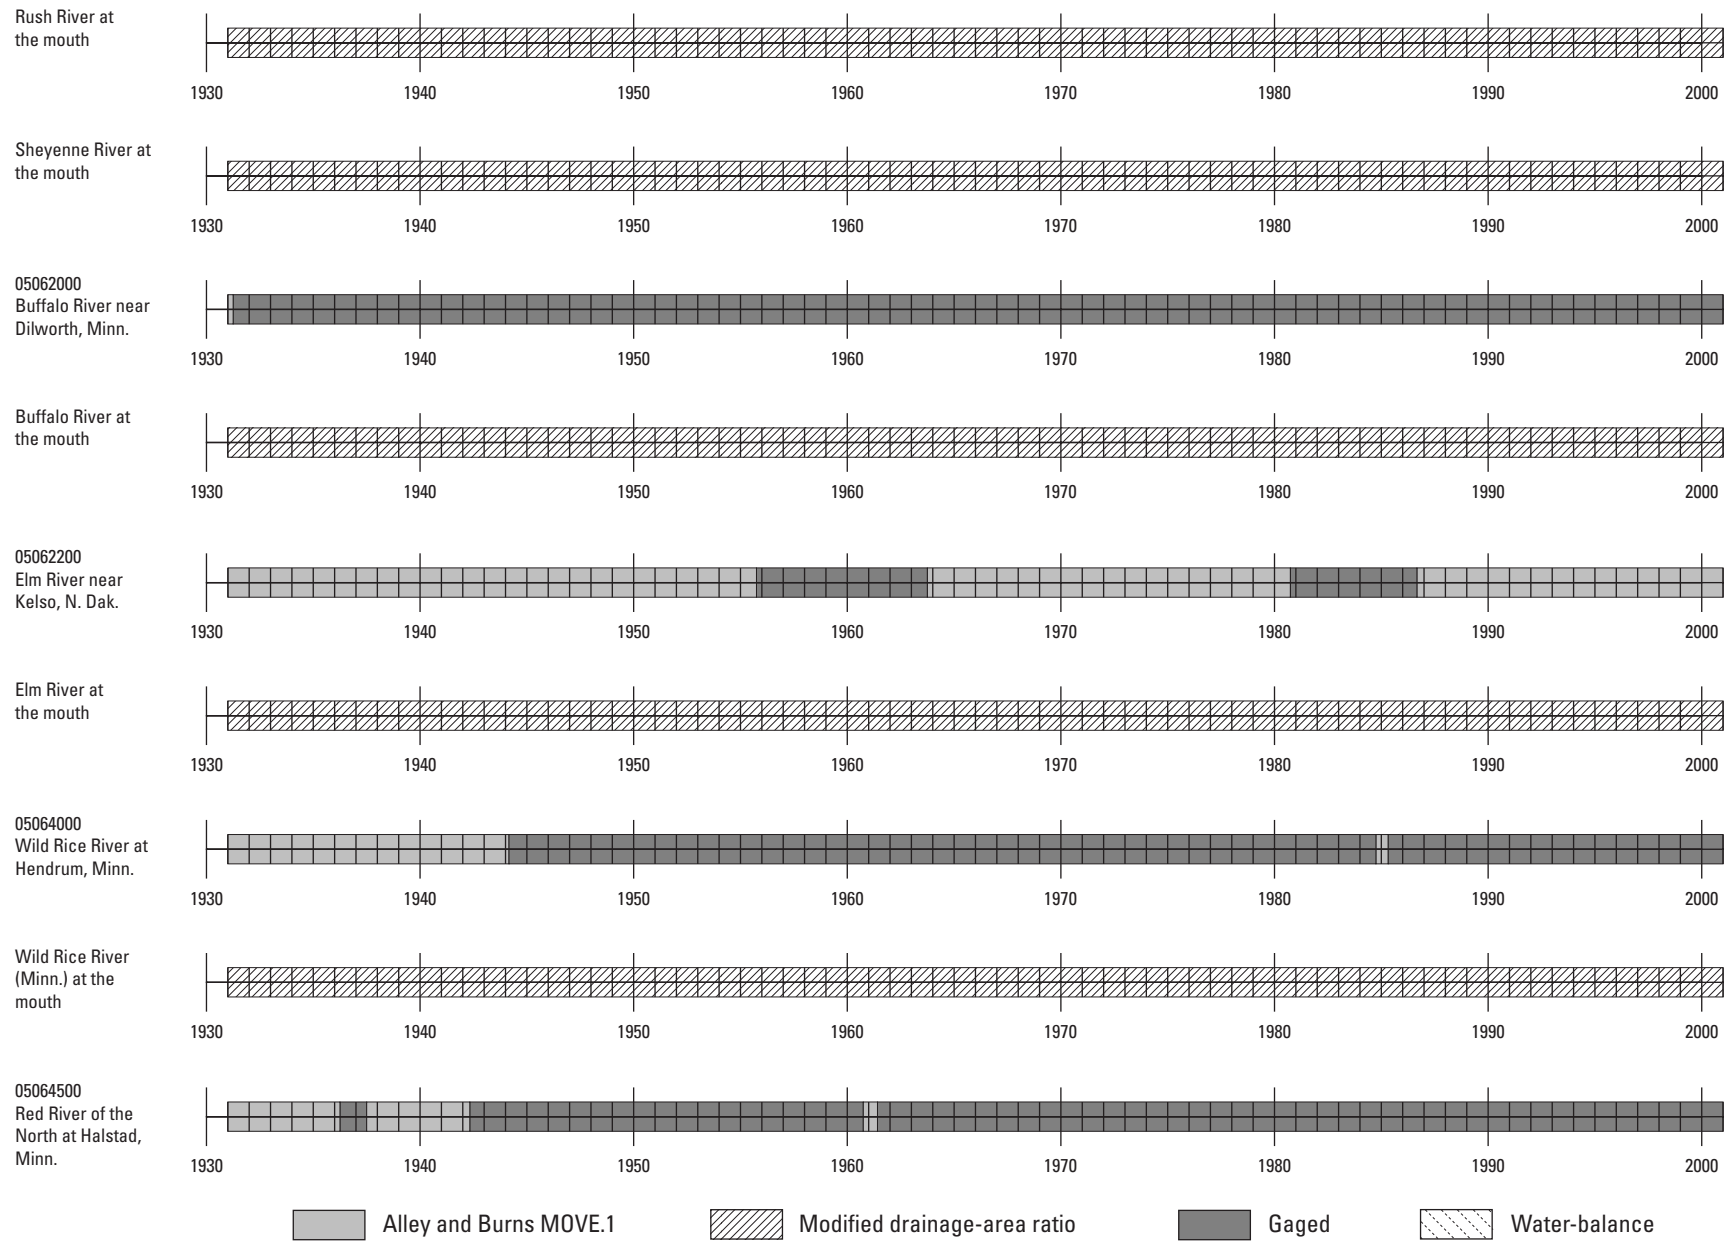 Rush River at
the mouth
1930 1940 1950 1960 1970 1980 1990 2000
Sheyenne River at
the mouth
1930 1940 1950 1960 1970 1980 1990 2000
05062000
Buffalo River near
Dilworth, Minn.
1930 1940 1950 1960 1970 1980 1990 2000
Buffalo River at
the mouth
1930 1940 1950 1960 1970 1980 1990 2000
05062200
Elm River near
Kelso, N. Dak.
1930 1940 1950 1960 1970 1980 1990 2000
Elm River at
the mouth
1930 1940 1950 1960 1970 1980 1990 2000
05064000
Wild Rice River at
Hendrum, Minn.
1930 1940 1950 1960 1970 1980 1990 2000
Wild Rice River
(Minn.) at the
mouth
1930 1940 1950 1960 1970 1980 1990 2000
05064500
Red River of the
North at Halstad,
Minn.
1930 1940 1950 1960 1970 1980 1990 2000
Alley and Burns MOVE.1 Modified drainage-area ratio Gaged Water-balance